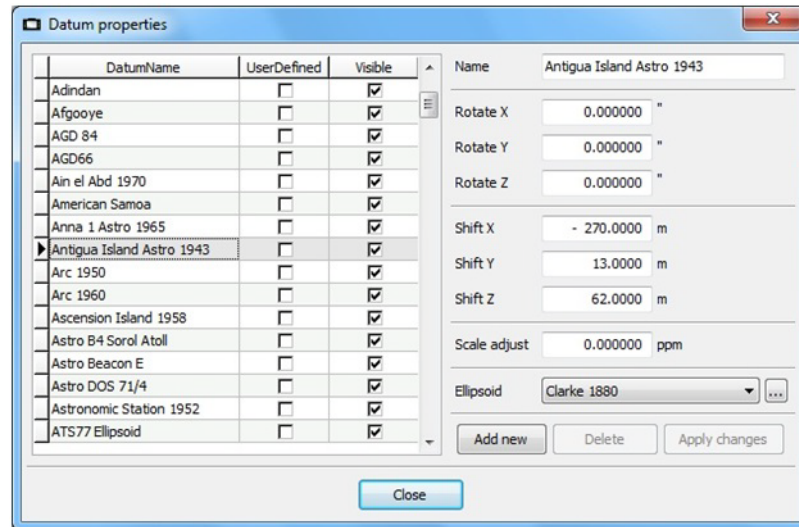 Datum properties
DatumName UserDefined Visible
Adindan
Afgooye
AGD 84
AGD66
Ain el Abd 1970
American Samoa
Anna 1 Astro 1965
Antigua Island Astro 1943
Arc 1950
Arc 1960
Ascension Island 1958
Astro B4 Sorol Atoll
Astro Beacon E
Astro DOS 71/4
Astronomic Station 1952
ATS77 Ellipsoid
Name Antigua Island Astro 1943
Rotate X 0.000000 "
Rotate Y 0.000000 "
Rotate Z 0.000000 "
Shift X - 270.0000 m
Shift Y 13.0000 m
Shift Z 62.0000 m
Scale adjust 0.000000 ppm
Ellipsoid Clarke 1880 ...
Add new Delete Apply changes
Close